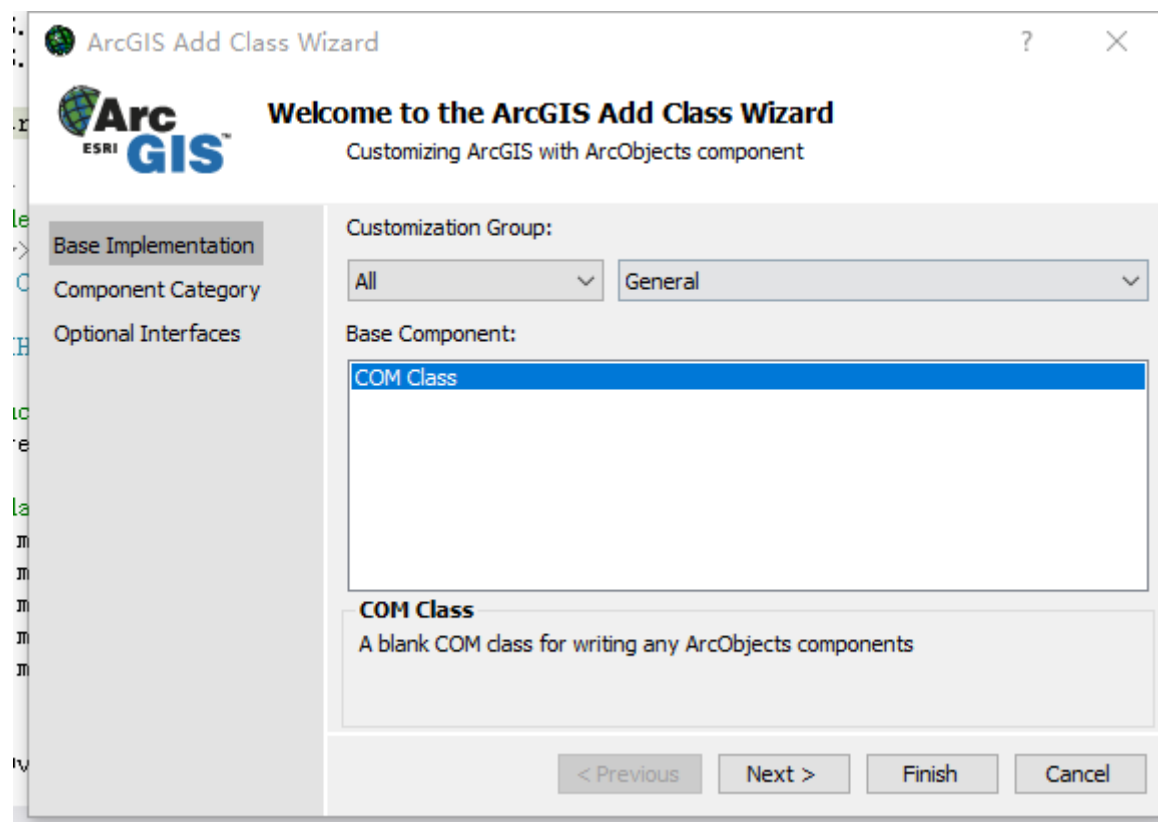 ArcGIS Add Class Wizard
Arc
ESRI GIS™
Welcome to the ArcGIS Add Class Wizard
Customizing ArcGIS with ArcObjects component
Base Implementation
Component Category
Optional Interfaces
Customization Group:
All General
Base Component:
COM Class
COM Class
A blank COM class for writing any ArcObjects components
< Previous Next > Finish Cancel